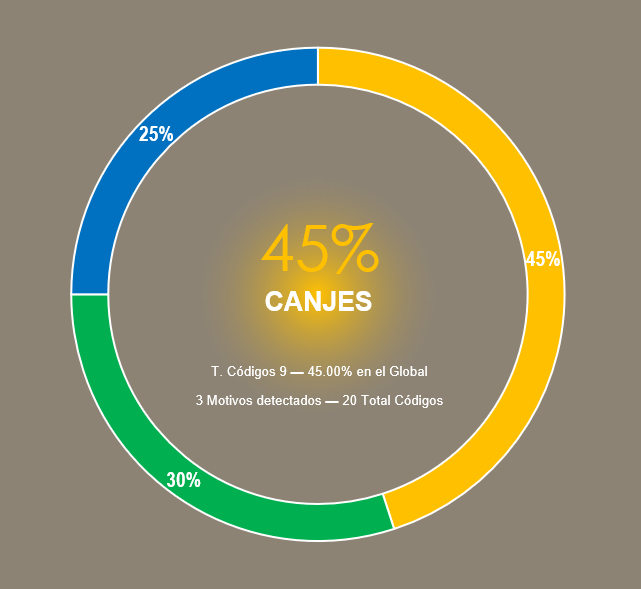 25%
45%
45%
CANJES
T. Códigos 9 — 45.00% en el Global
3 Motivos detectados — 20 Total Códigos
30%